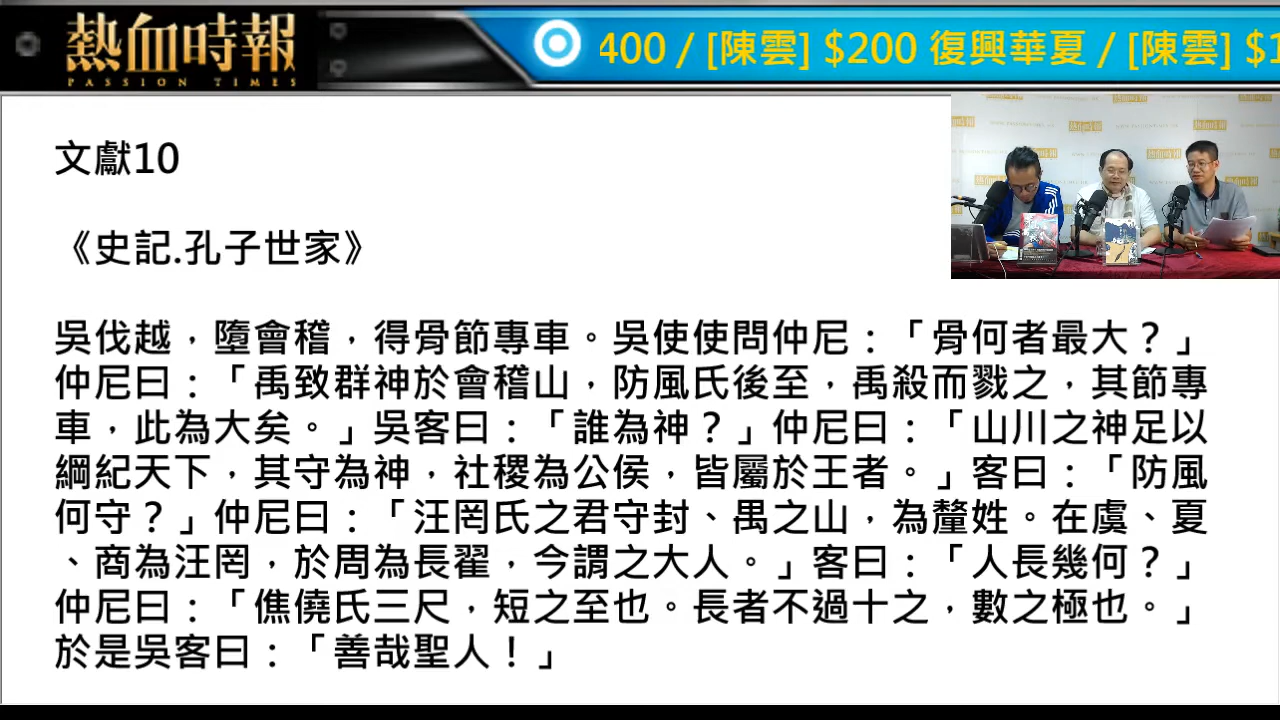 熱血時報
PASSION TIMES
400 / [陳雲] $200 復興華夏 / [陳雲] $1
文獻10
《史記.孔子世家》
吳伐越，墮會稽，得骨節專車。吳使使問仲尼：「骨何者最大？」
仲尼曰：「禹致群神於會稽山，防風氏後至，禹殺而戮之，其節專
車，此為大矣。」吳客曰：「誰為神？」仲尼曰：「山川之神足以
綱紀天下，其守為神，社稷為公侯，皆屬於王者。」客曰：「防風
何守？」仲尼曰：「汪罔氏之君守封、禺之山，為釐姓。在虞、夏
、商為汪罔，於周為長翟，今謂之大人。」客曰：「人長幾何？」
仲尼曰：「僬僥氏三尺，短之至也。長者不過十之，數之極也。」
於是吳客曰：「善哉聖人！」